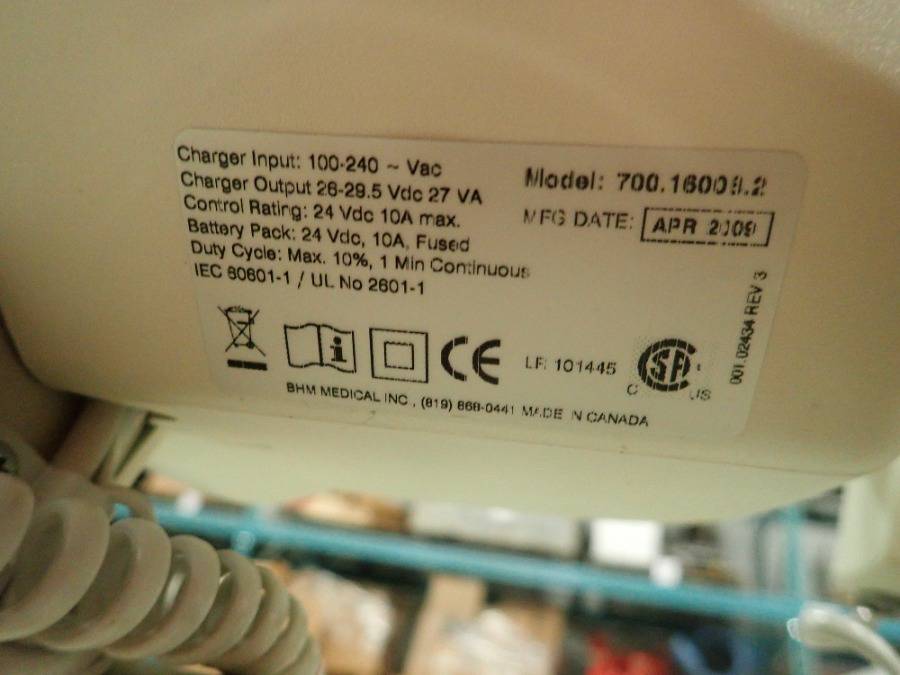 Charger Input: 100-240 ~ Vac
Charger Output 26-29.5 Vdc 27 VA
Control Rating: 24 Vdc 10A max.
Battery Pack: 24 Vdc, 10A, Fused
Duty Cycle: Max. 10%, 1 Min Continuous
IEC 60601-1 / UL No 2601-1
Model:
MFG DATE: APR 2009
i
CE
LR 101445
C SA US
001.02434 REV 3
BHM MEDICAL INC., (819) 868-0441 MADE IN CANADA